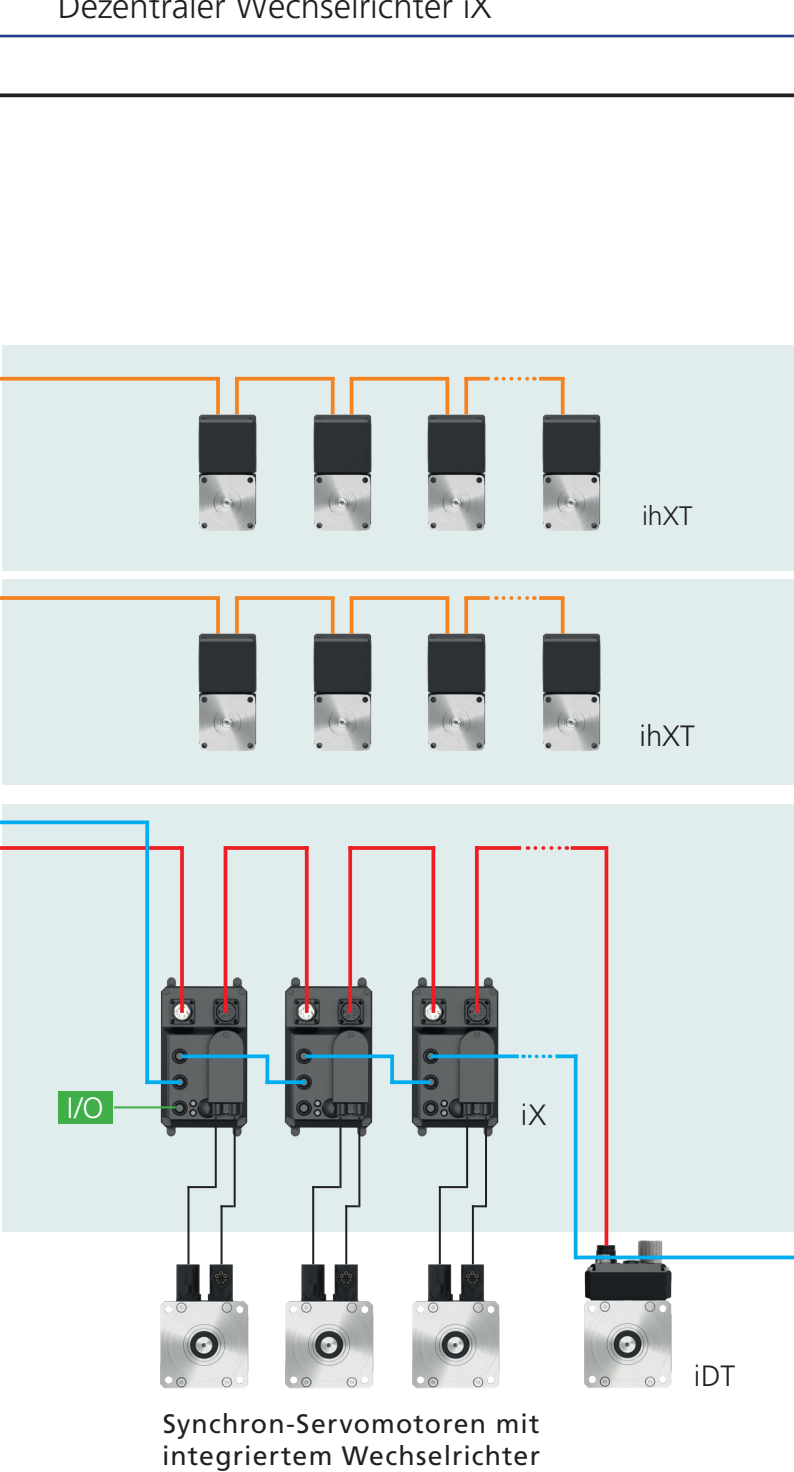 Dezentraler Wechselrichter iX
ihXT
ihXT
I/O
iX
iDT
Synchron-Servomotoren mit
integriertem Wechselrichter